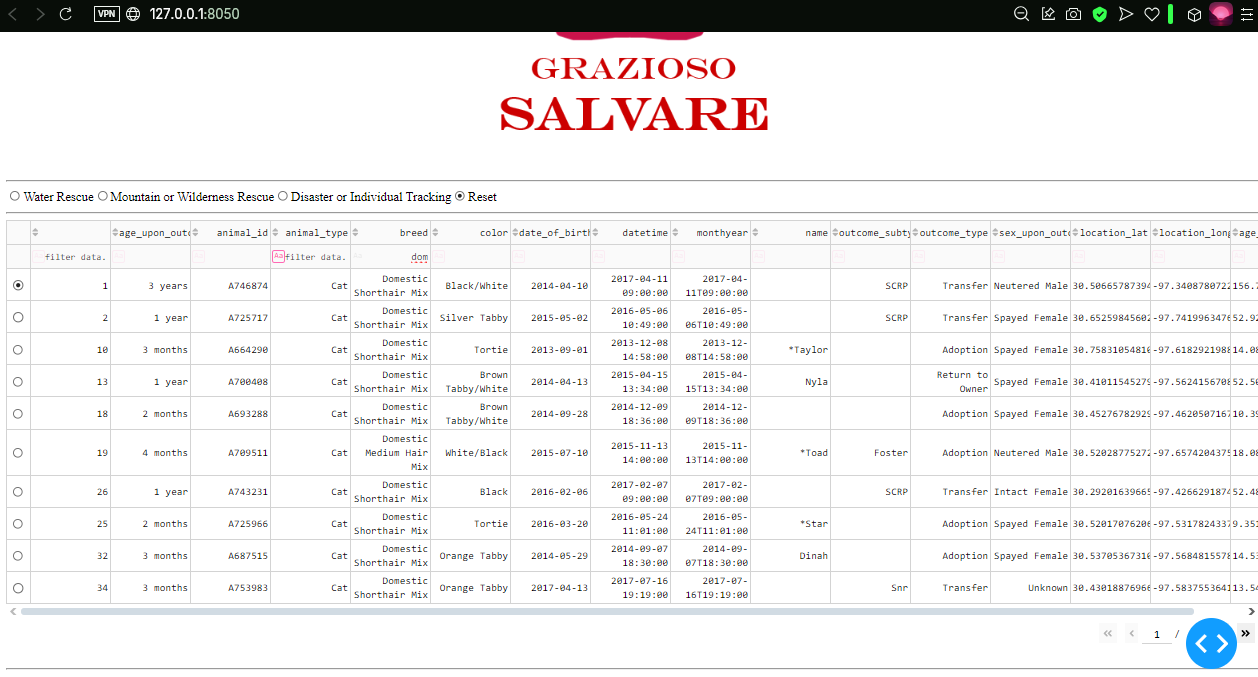 VPN 127.0.0.1:8050
GRAZIOSO
SALVARE
Water Rescue Mountain or Wilderness Rescue Disaster or Individual Tracking Reset
age_upon_outc animal_id animal_type breed color date_of_birth datetime monthyear name outcome_subty outcome_type sex_upon_outc location_lat location_long age_
filter data. Aa filter data. dom
1 3 years A746874 Cat Domestic Shorthair Mix Black/White 2014-04-10 2017-04-11 09:00:00 2017-04-11T09:00:00 SCRP Transfer Neutered Male 30.5066578739 -97.3408780722 156.7
2 1 year A725717 Cat Domestic Shorthair Mix Silver Tabby 2015-05-02 2016-05-06 10:49:00 2016-05-06T10:49:00 SCRP Transfer Spayed Female 30.6525984560 -97.7419963476 52.92
10 3 months A664290 Cat Domestic Shorthair Mix Tortie 2013-09-01 2013-12-08 14:58:00 2013-12-08T14:58:00 *Taylor Adoption Spayed Female 30.7583105481 -97.6182921988 14.08
13 1 year A700408 Cat Domestic Shorthair Mix Brown Tabby/White 2014-04-13 2015-04-15 13:34:00 2015-04-15T13:34:00 Nyla Return to Owner Spayed Female 30.4101154527 -97.5624156708 52.50
18 2 months A693288 Cat Domestic Shorthair Mix Brown Tabby/White 2014-09-28 2014-12-09 18:36:00 2014-12-09T18:36:00 Adoption Spayed Female 30.4527678292 -97.4620507167 10.39
19 4 months A709511 Cat Domestic Medium Hair Mix White/Black 2015-07-10 2015-11-13 14:00:00 2015-11-13T14:00:00 *Toad Foster Adoption Neutered Male 30.5202877527 -97.6574204375 18.08
26 1 year A743231 Cat Domestic Shorthair Mix Black 2016-02-06 2017-02-07 09:00:00 2017-02-07T09:00:00 SCRP Transfer Intact Female 30.2920163966 -97.4266291874 52.48
25 2 months A725966 Cat Domestic Shorthair Mix Tortie 2016-03-20 2016-05-24 11:01:00 2016-05-24T11:01:00 *Star Adoption Spayed Female 30.5201707620 -97.5317824337 9.351
32 3 months A687515 Cat Domestic Shorthair Mix Orange Tabby 2014-05-29 2014-09-07 18:30:00 2014-09-07T18:30:00 Dinah Adoption Spayed Female 30.5370536731 -97.5684815578 14.53
34 3 months A753983 Cat Domestic Shorthair Mix Orange Tabby 2017-04-13 2017-07-16 19:19:00 2017-07-16T19:19:00 Snr Transfer Unknown 30.4301887696 -97.5837553641 13.54
1 /